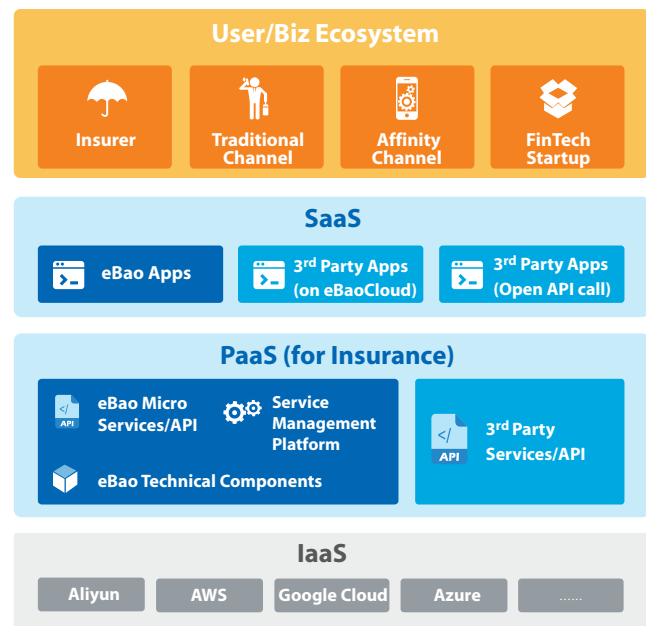 User/Biz Ecosystem
Insurer
Traditional
Channel
Affinity
Channel
FinTech
Startup
SaaS
eBao Apps
3rd Party Apps
(on eBaoCloud)
3rd Party Apps
(Open API call)
PaaS (for Insurance)
</>
API
eBao Micro
Services/API
Service
Management
Platform
eBao Technical Components
</>
API
3rd Party
Services/API
IaaS
Aliyun
AWS
Google Cloud
Azure
......